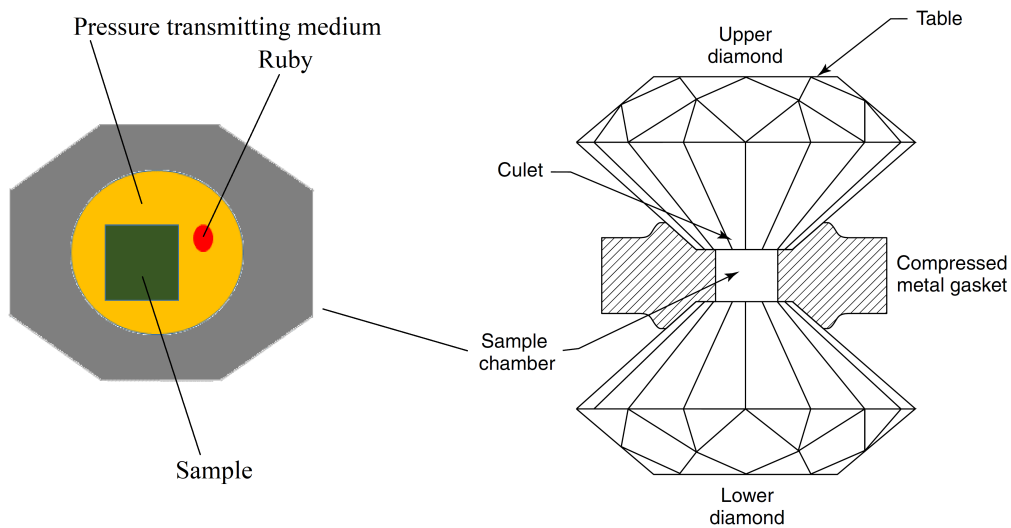 Pressure transmitting medium
Ruby
Sample
Table
Upper
diamond
Culet
Compressed
metal gasket
Sample
chamber
Lower
diamond